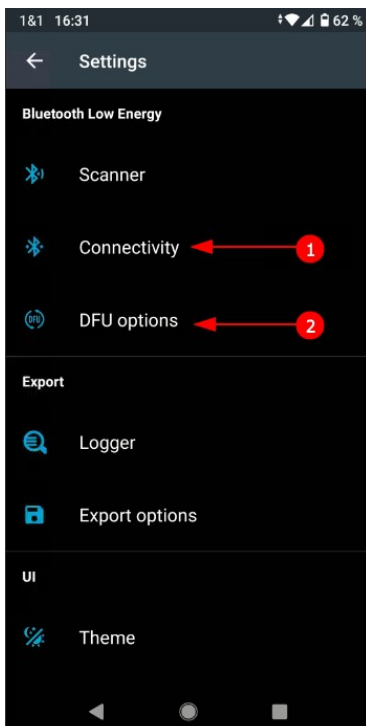 1&1 16:31 62 %
Settings
Bluetooth Low Energy
Scanner
Connectivity 1
DFU DFU options 2
Export
Logger
Export options
UI
Theme